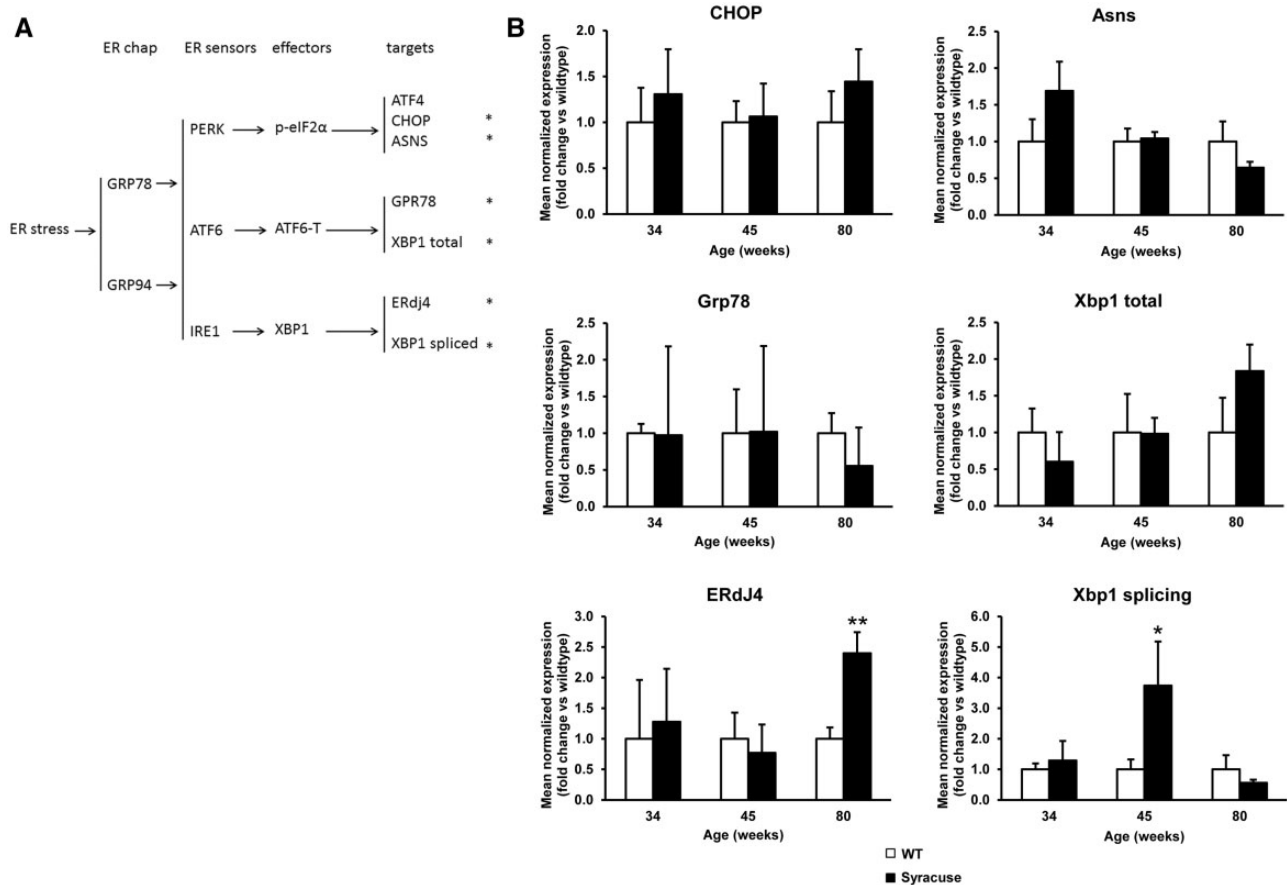 A
ER chap ER sensors effectors targets
ATF4
CHOP *
PERK p-eIF2α
ASNS *
GRP78
GPR78 *
ER stress ATF6 ATF6-T
XBP1 total *
GRP94
ERdj4 *
IRE1 XBP1
XBP1 spliced *
B
CHOP
Mean normalized expression
(fold change vs wildtype)
2.0
1.5
1.0
0.5
0.0
34 45 80
Age (weeks)
Asns
Mean normalized expression
(fold change vs wildtype)
2.5
2.0
1.5
1.0
0.5
0.0
34 45 80
Age (weeks)
Grp78
Mean normalized expression
(fold change vs wildtype)
2.5
2.0
1.5
1.0
0.5
0.0
34 45 80
Age (weeks)
Xbp1 total
Mean normalized expression
(fold change vs wildtype)
2.5
2.0
1.5
1.0
0.5
0.0
34 45 80
Age (weeks)
ERdJ4
Mean normalized expression
(fold change vs wildtype)
3.0
2.5
2.0
1.5
1.0
0.5
0.0
**
34 45 80
Age (weeks)
Xbp1 splicing
Mean normalized expression
(fold change vs wildtype)
6.0
5.0
4.0
3.0
2.0
1.0
0.0
*
34 45 80
Age (weeks)
WT
Syracuse